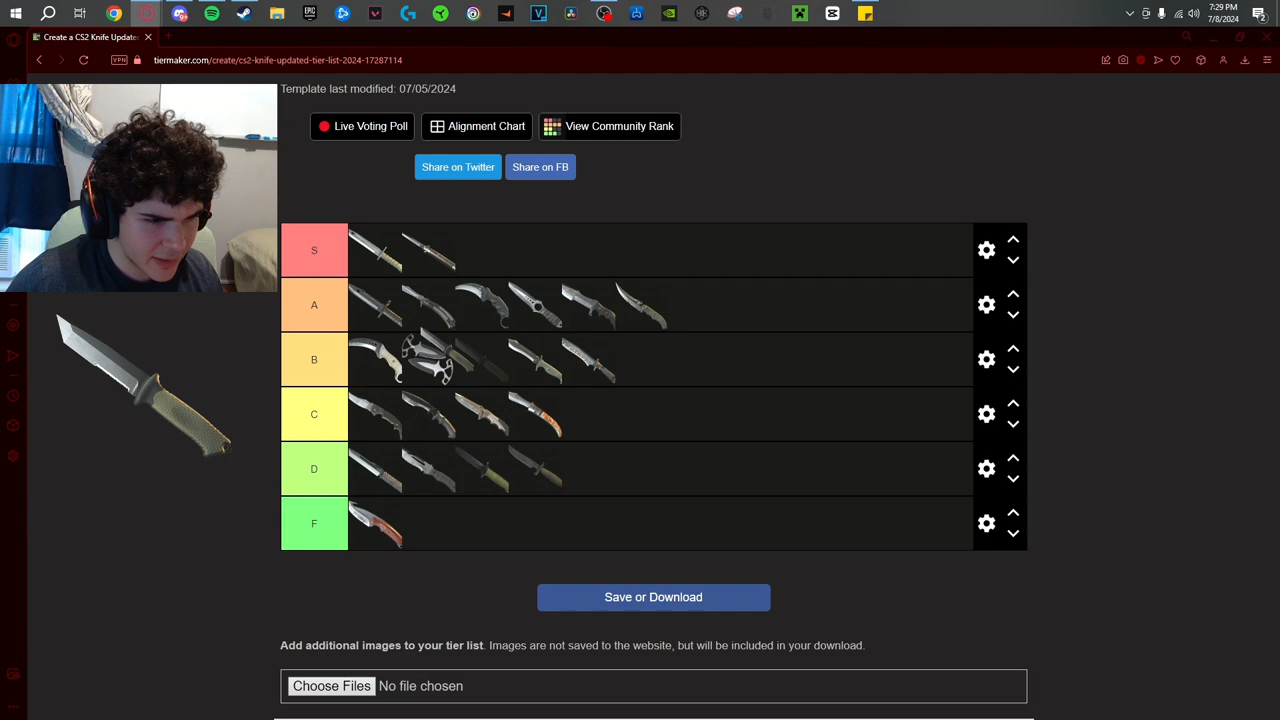 7:29 PM
7/8/2024
Create a CS2 Knife Update
VPN
tiermaker.com/create/cs2-knife-updated-tier-list-2024-17287114
Template last modified: 07/05/2024
Live Voting Poll
Alignment Chart
View Community Rank
Share on Twitter
Share on FB
S
A
B
C
D
F
Save or Download
Add additional images to your tier list. Images are not saved to the website, but will be included in your download.
Choose Files No file chosen